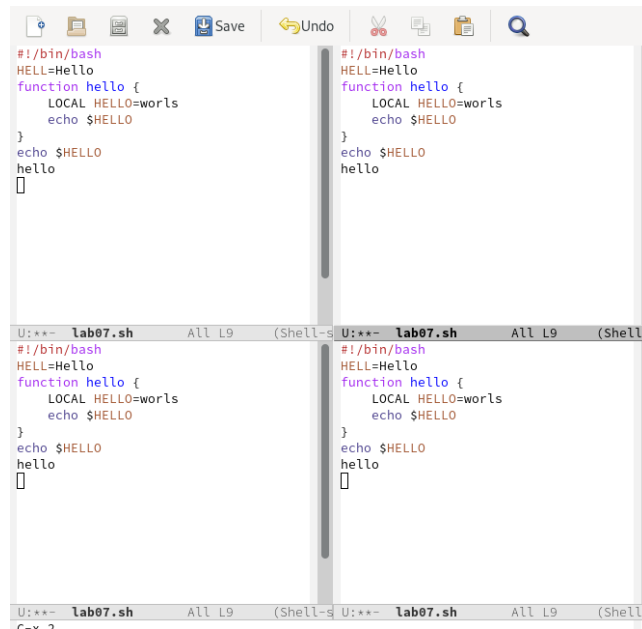 Save Undo
#!/bin/bash
HELL=Hello
function hello {
    LOCAL HELLO=worls
    echo $HELLO
}
echo $HELLO
hello
U:**-  lab07.sh       All L9     (Shell-s
#!/bin/bash
HELL=Hello
function hello {
    LOCAL HELLO=worls
    echo $HELLO
}
echo $HELLO
hello
U:**-  lab07.sh       All L9     (Shell
#!/bin/bash
HELL=Hello
function hello {
    LOCAL HELLO=worls
    echo $HELLO
}
echo $HELLO
hello
U:**-  lab07.sh       All L9     (Shell-s
#!/bin/bash
HELL=Hello
function hello {
    LOCAL HELLO=worls
    echo $HELLO
}
echo $HELLO
hello
U:**-  lab07.sh       All L9     (Shell
C-x 2